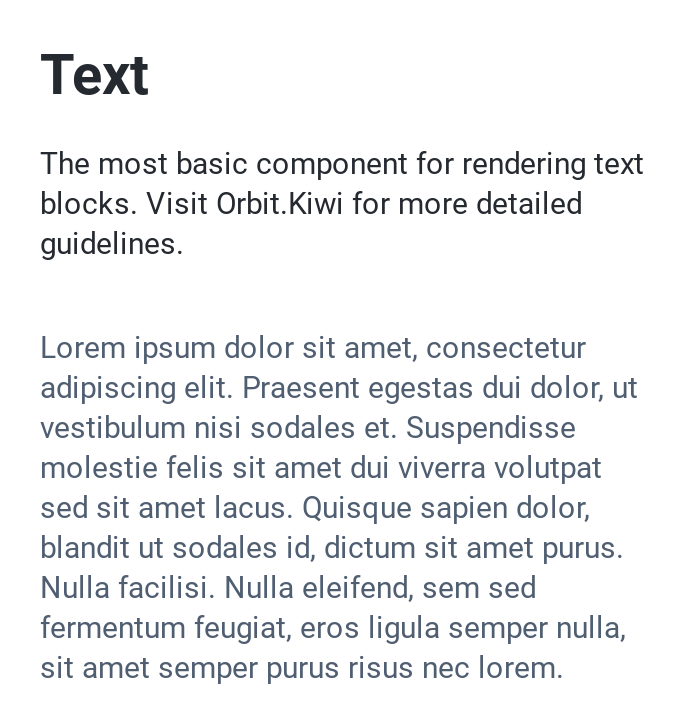 Text
The most basic component for rendering text
blocks. Visit Orbit.Kiwi for more detailed
guidelines.
Lorem ipsum dolor sit amet, consectetur
adipiscing elit. Praesent egestas dui dolor, ut
vestibulum nisi sodales et. Suspendisse
molestie felis sit amet dui viverra volutpat
sed sit amet lacus. Quisque sapien dolor,
blandit ut sodales id, dictum sit amet purus.
Nulla facilisi. Nulla eleifend, sem sed
fermentum feugiat, eros ligula semper nulla,
sit amet semper purus risus nec lorem.